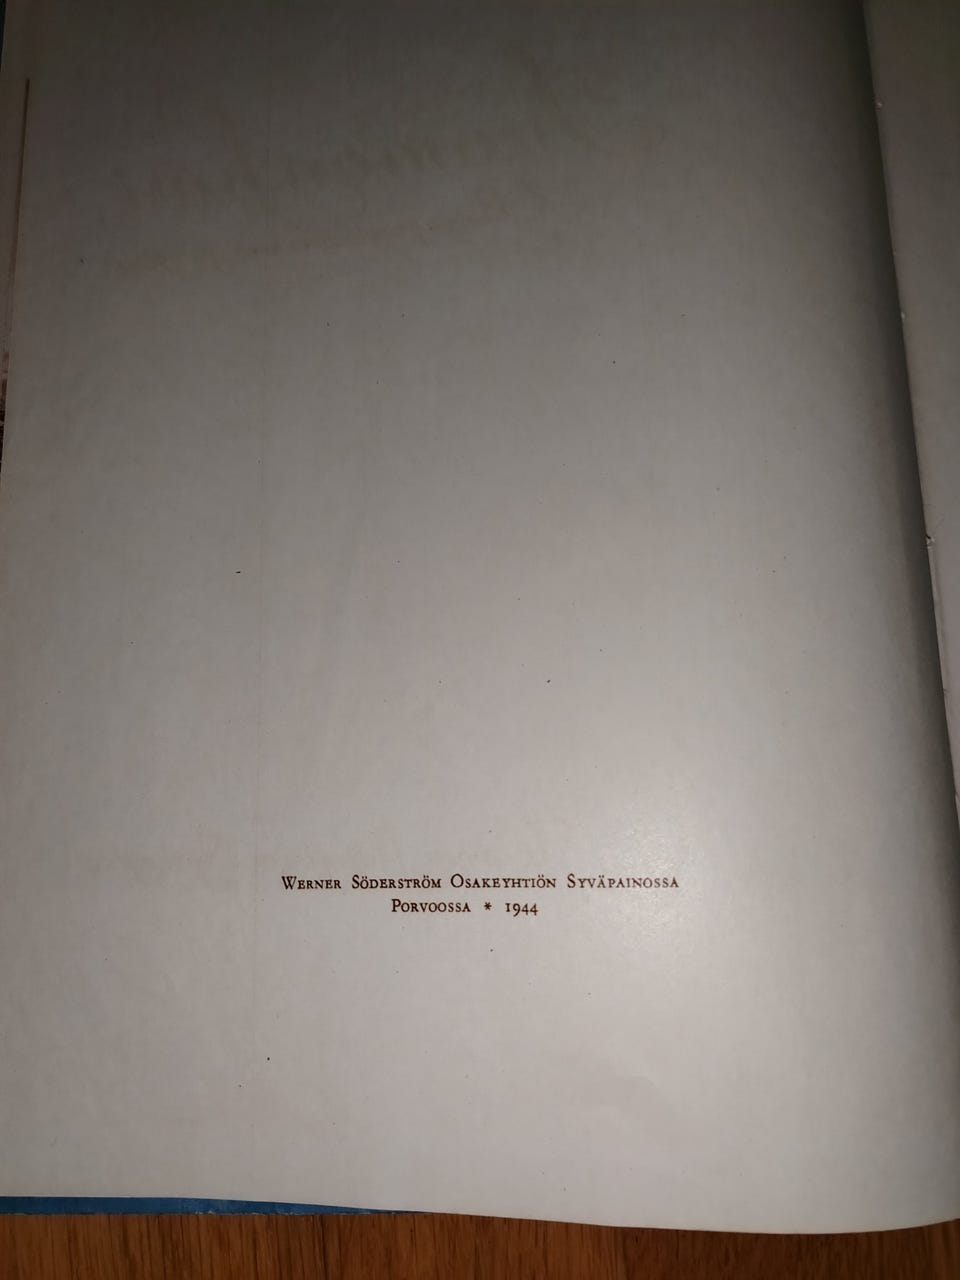 Werner Söderström Osakeyhtiön Syväpainossa
Porvoossa * 1944